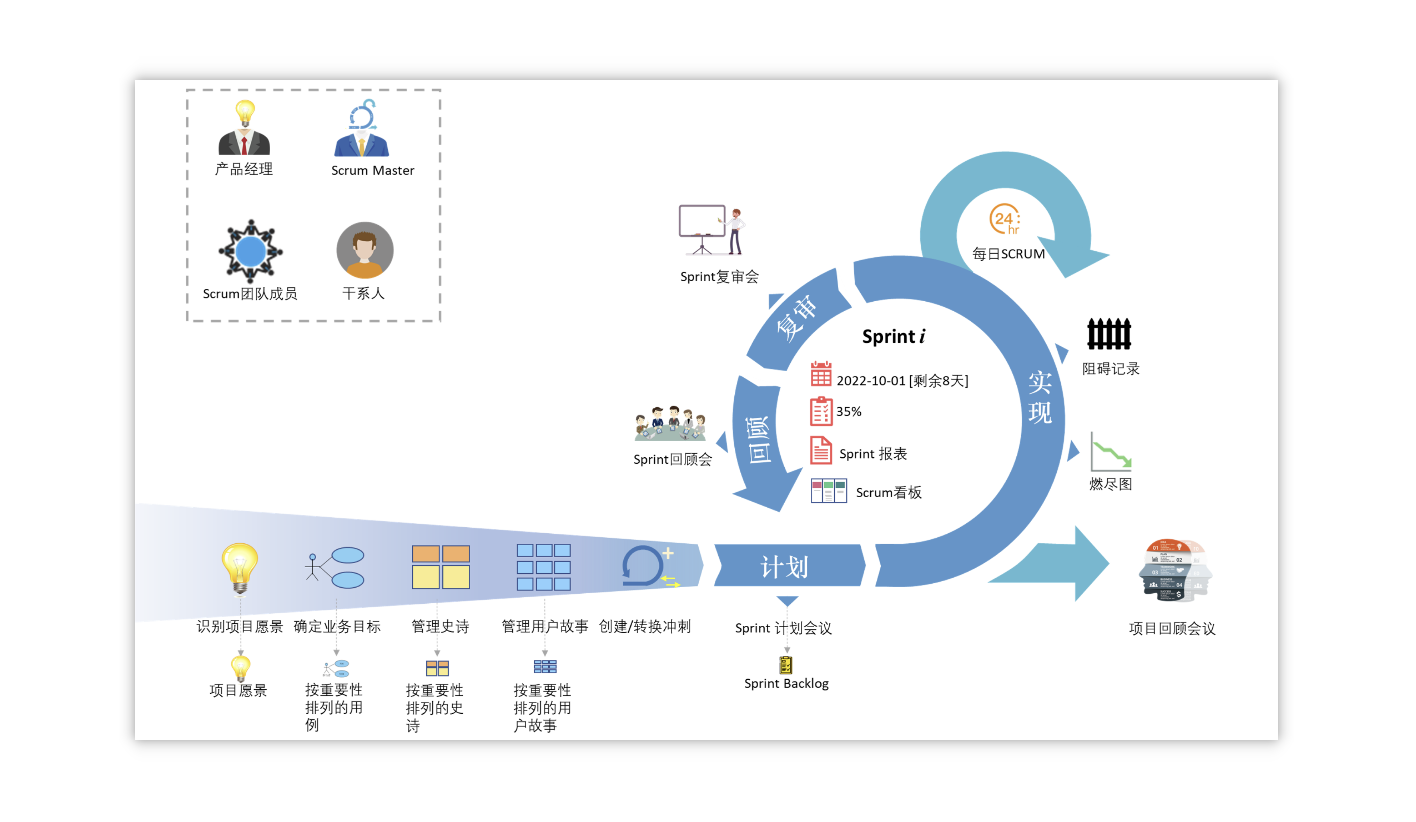 产品经理
Scrum Master
Scrum团队成员
干系人
24:
hr
每日SCRUM
Sprint复审会
复审
Sprint i
实现
阻碍记录
2022-10-01 [剩余8天]
35%
回顾
Sprint 报表
Scrum看板
Sprint回顾会
燃尽图
计划
识别项目愿景
确定业务目标
管理史诗
管理用户故事
创建/转换冲刺
Sprint 计划会议
项目回顾会议
项目愿景
按重要性
排列的用
例
按重要性
排列的史
诗
按重要性
排列的用
户故事
Sprint Backlog
01
02
03
04